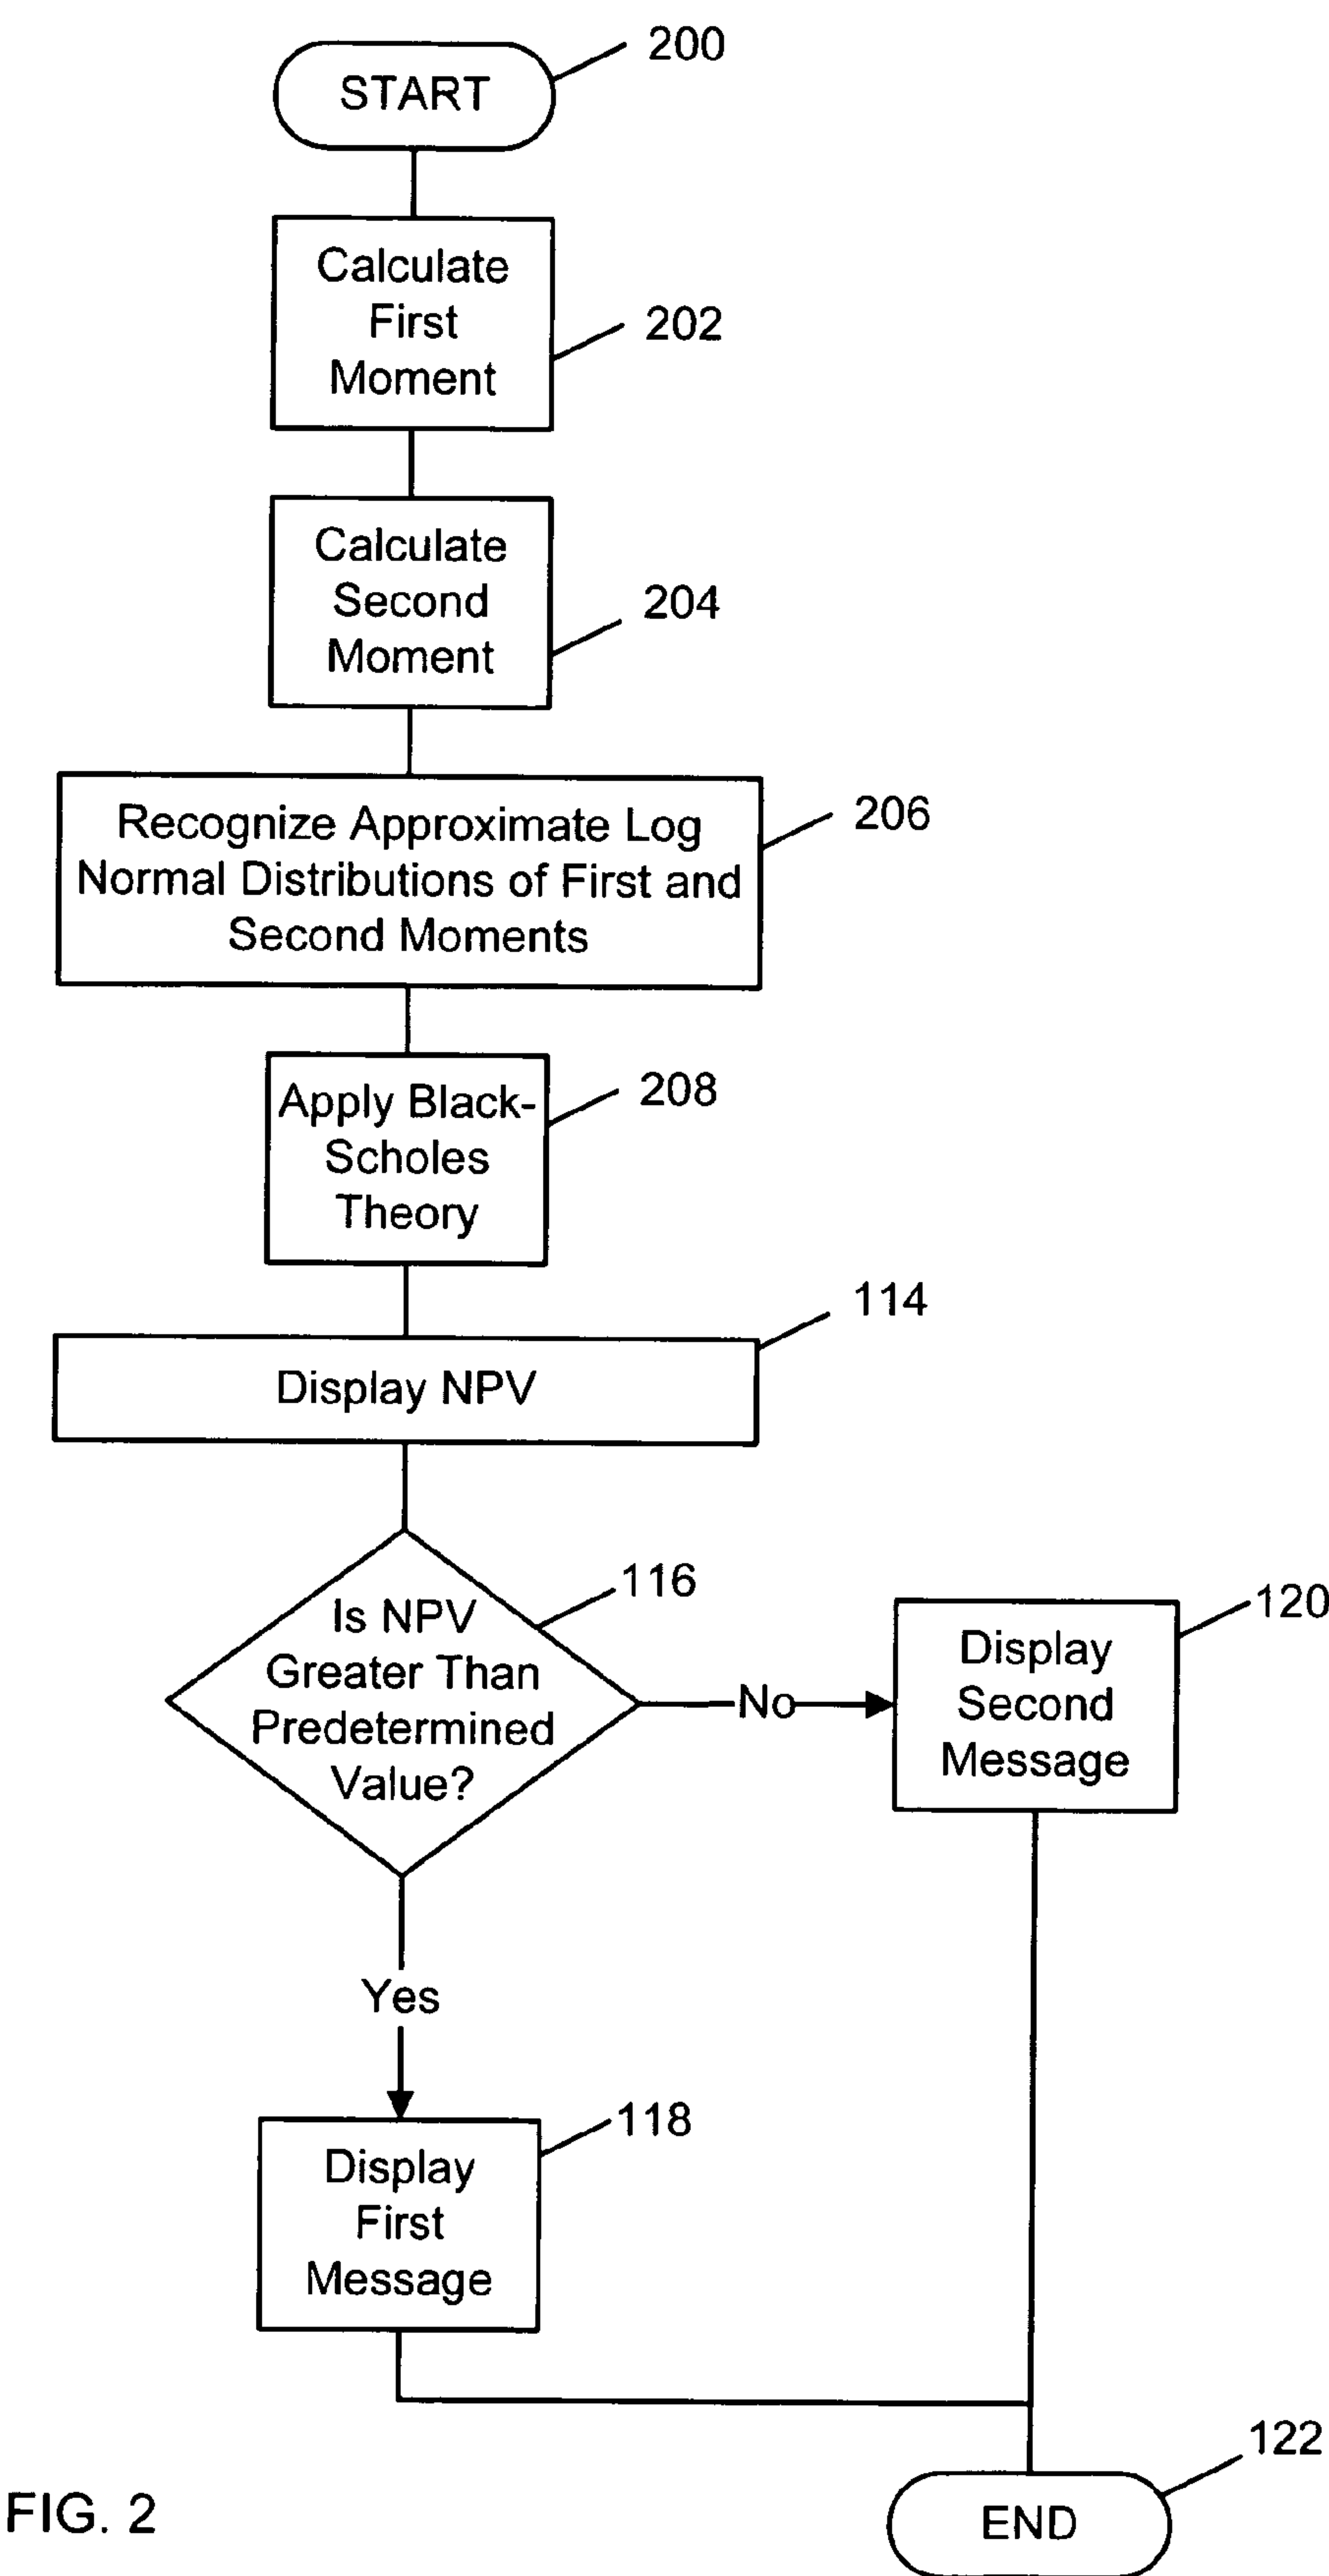 START
200
Calculate
First
Moment
202
Calculate
Second
Moment
204
Recognize Approximate Log
Normal Distributions of First and
Second Moments
206
Apply Black-
Scholes
Theory
208
Display NPV
114
Is NPV
Greater Than
Predetermined
Value?
116
No
Display
Second
Message
120
Yes
Display
First
Message
118
END
122
FIG. 2